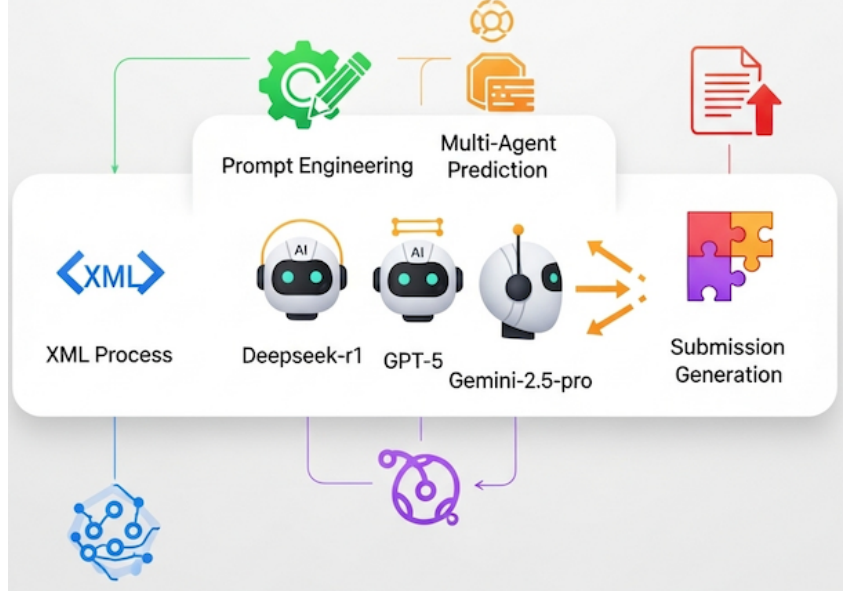 Prompt Engineering
Multi-Agent
Prediction
<XML>
XML Process
AI
Deepseek-r1
AI
GPT-5
Gemini-2.5-pro
Submission
Generation